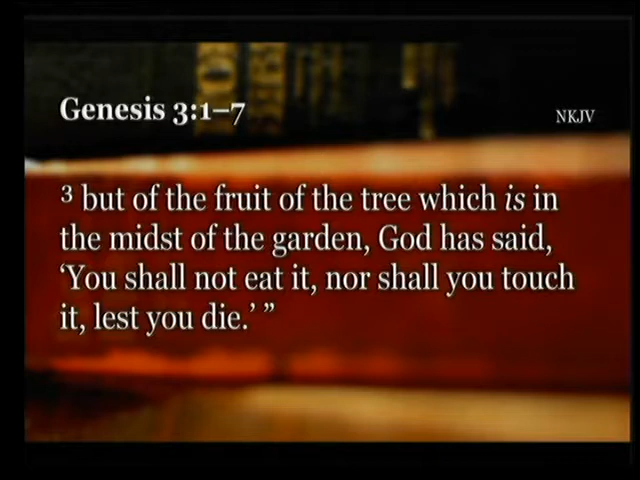 Genesis 3:1–7
NKJV
3 but of the fruit of the tree which is in
the midst of the garden, God has said,
‘You shall not eat it, nor shall you touch
it, lest you die.’ ”